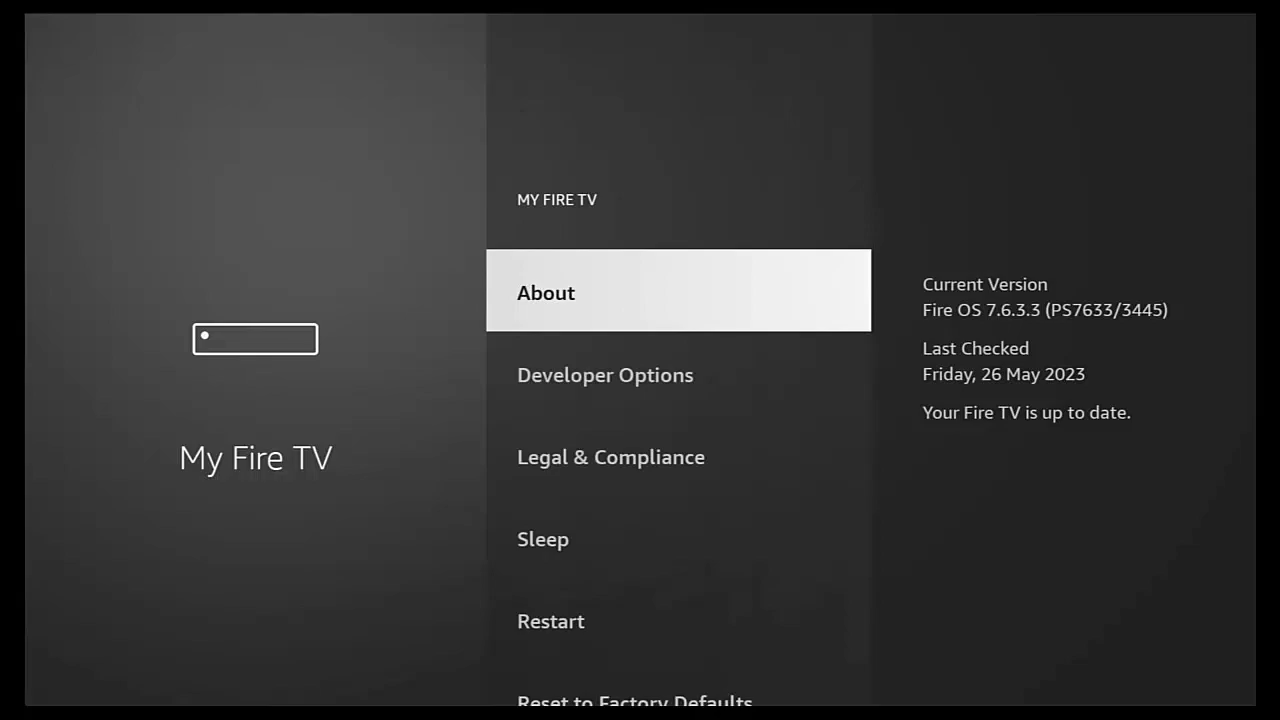 MY FIRE TV
About
Developer Options
Legal & Compliance
Sleep
Restart
Reset to Factory Defaults
My Fire TV
Current Version
Fire OS 7.6.3.3 (PS7633/3445)
Last Checked
Friday, 26 May 2023
Your Fire TV is up to date.